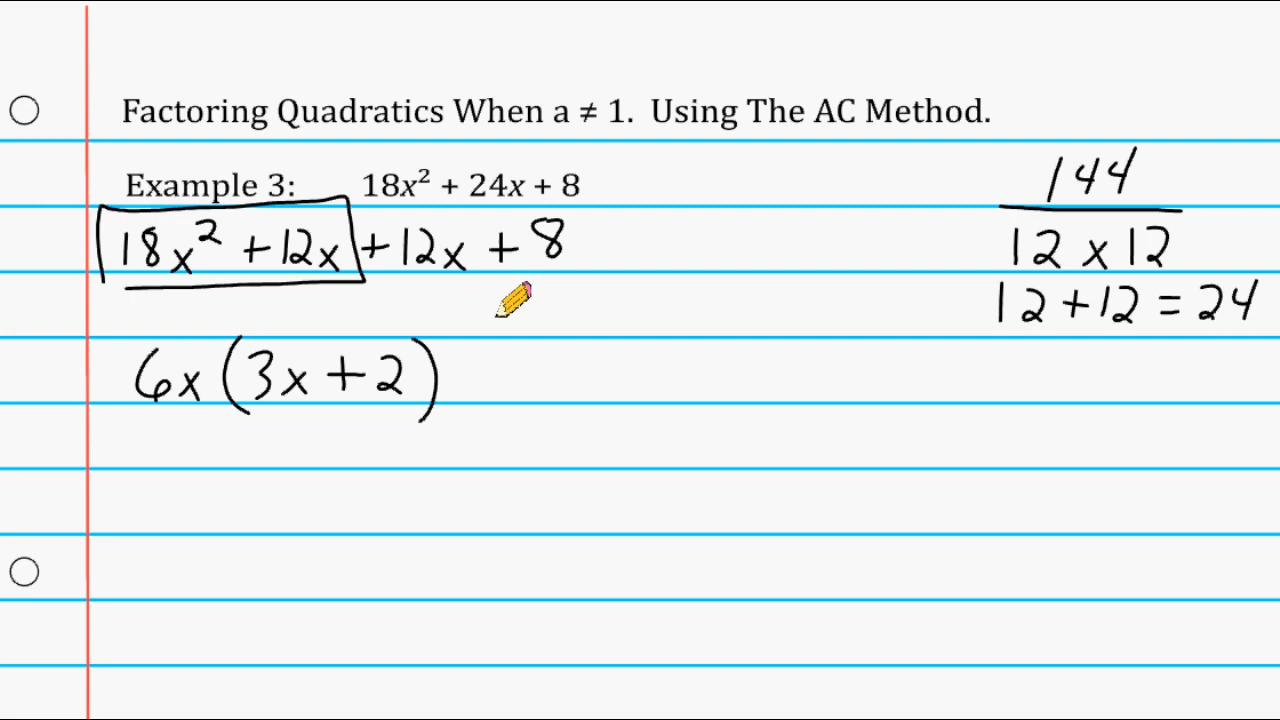 Factoring Quadratics When a ≠ 1. Using The AC Method.
Example 3: 18x² + 24x + 8
18x² + 12x + 12x + 8
6x(3x + 2)
144
12 x 12
12 + 12 = 24